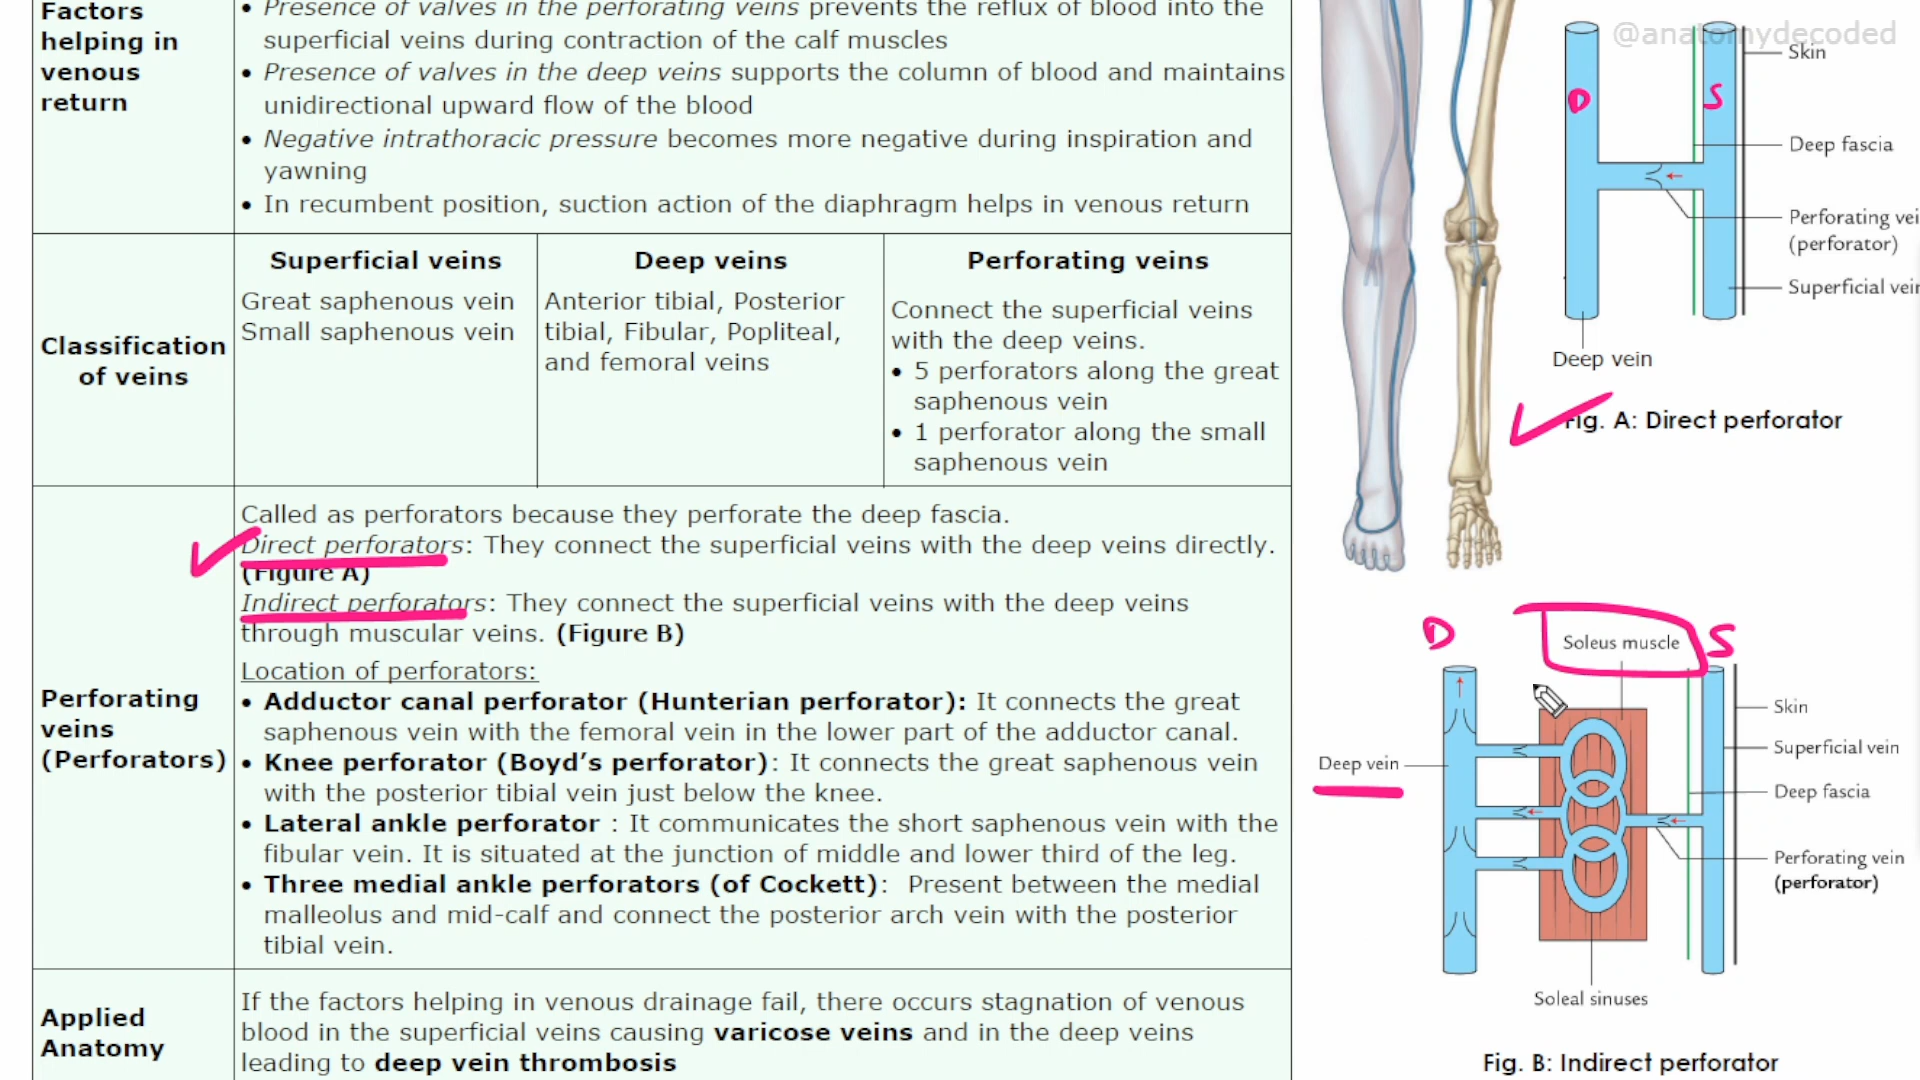 @anatomydecoded
Factors
helping in
venous
return
• Presence of valves in the perforating veins prevents the reflux of blood into the
superficial veins during contraction of the calf muscles
• Presence of valves in the deep veins supports the column of blood and maintains
unidirectional upward flow of the blood
• Negative intrathoracic pressure becomes more negative during inspiration and
yawning
• In recumbent position, suction action of the diaphragm helps in venous return
Classification
of veins
Superficial veins
Great saphenous vein
Small saphenous vein
Deep veins
Anterior tibial, Posterior
tibial, Fibular, Popliteal,
and femoral veins
Perforating veins
Connect the superficial veins
with the deep veins.
• 5 perforators along the great
saphenous vein
• 1 perforator along the small
saphenous vein
Perforating
veins
(Perforators)
Called as perforators because they perforate the deep fascia.
Direct perforators: They connect the superficial veins with the deep veins directly.
(Figure A)
Indirect perforators: They connect the superficial veins with the deep veins
through muscular veins. (Figure B)
Location of perforators:
• Adductor canal perforator (Hunterian perforator): It connects the great
saphenous vein with the femoral vein in the lower part of the adductor canal.
• Knee perforator (Boyd's perforator): It connects the great saphenous vein
with the posterior tibial vein just below the knee.
• Lateral ankle perforator : It communicates the short saphenous vein with the
fibular vein. It is situated at the junction of middle and lower third of the leg.
• Three medial ankle perforators (of Cockett): Present between the medial
malleolus and mid-calf and connect the posterior arch vein with the posterior
tibial vein.
Applied
Anatomy
If the factors helping in venous drainage fail, there occurs stagnation of venous
blood in the superficial veins causing varicose veins and in the deep veins
leading to deep vein thrombosis
D
S
Skin
Deep fascia
Perforating vei
(perforator)
Superficial vein
Deep vein
Fig. A: Direct perforator
D
Soleus muscle
S
Skin
Superficial vein
Deep vein
Deep fascia
Perforating vein
(perforator)
Soleal sinuses
Fig. B: Indirect perforator